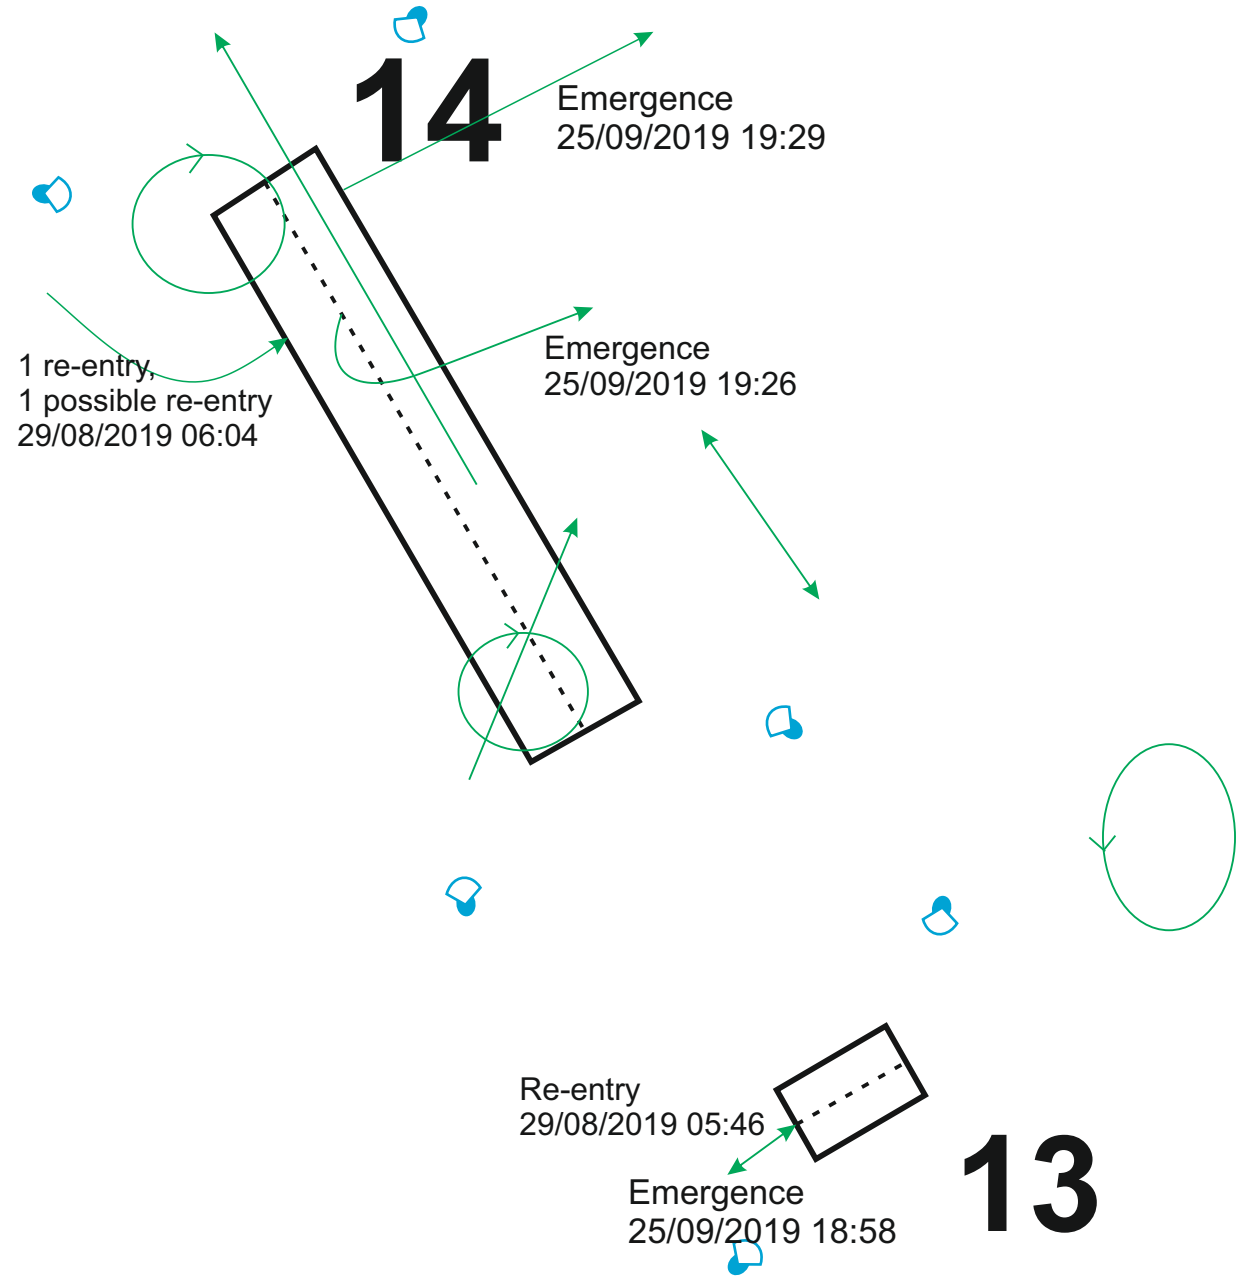 14
Emergence
25/09/2019 19:29
Emergence
25/09/2019 19:26
1 re-entry,
1 possible re-entry
29/08/2019 06:04
Re-entry
29/08/2019 05:46
Emergence
25/09/2019 18:58
13